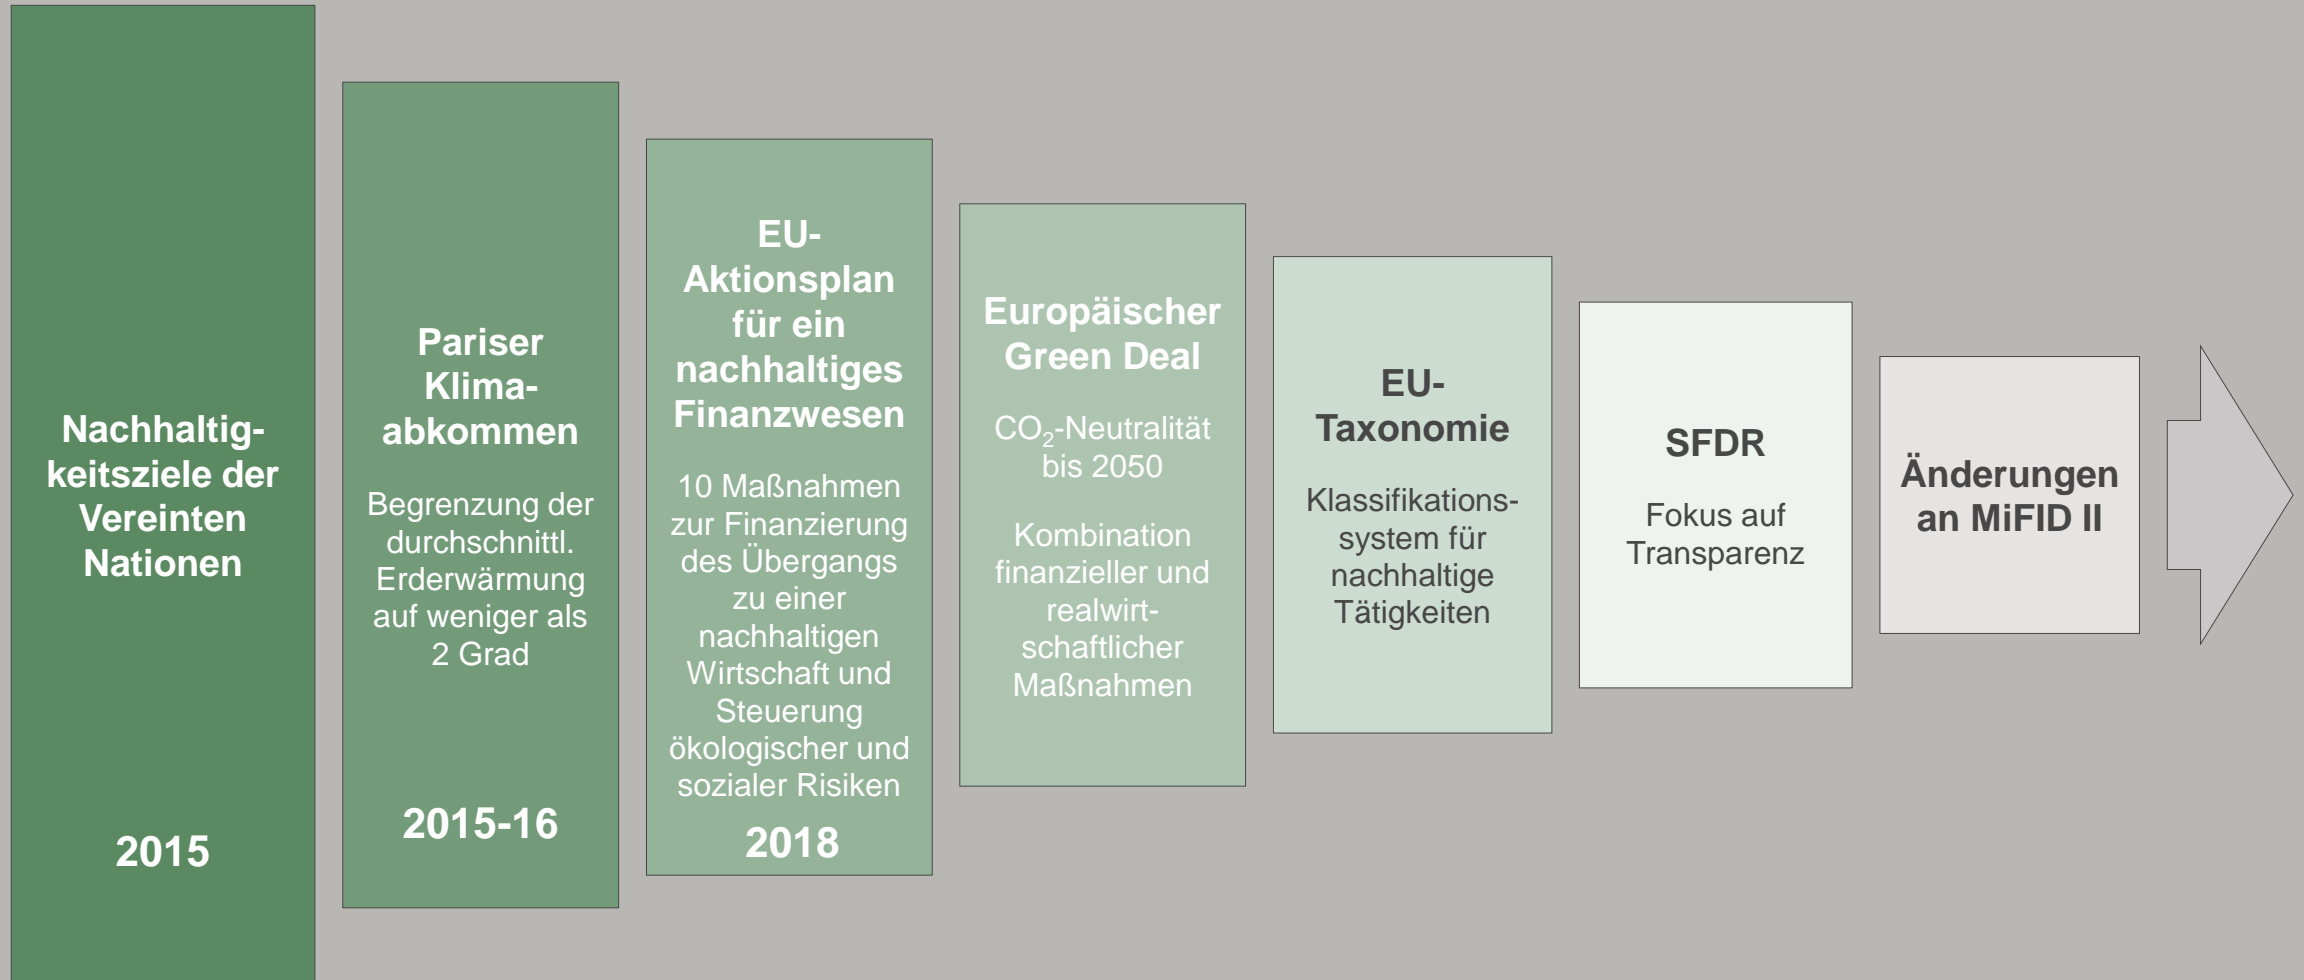 Nachhaltig-
keitsziele der
Vereinten
Nationen
2015
Pariser
Klima-
abkommen
Begrenzung der
durchschnittl.
Erderwärmung
auf weniger als
2 Grad
2015-16
EU-
Aktionsplan
für ein
nachhaltiges
Finanzwesen
10 Maßnahmen
zur Finanzierung
des Übergangs
zu einer
nachhaltigen
Wirtschaft und
Steuerung
ökologischer und
sozialer Risiken
2018
Europäischer
Green Deal
CO₂-Neutralität
bis 2050
Kombination
finanzieller und
realwirt-
schaftlicher
Maßnahmen
EU-
Taxonomie
Klassifikations-
system für
nachhaltige
Tätigkeiten
SFDR
Fokus auf
Transparenz
Änderungen
an MiFID II